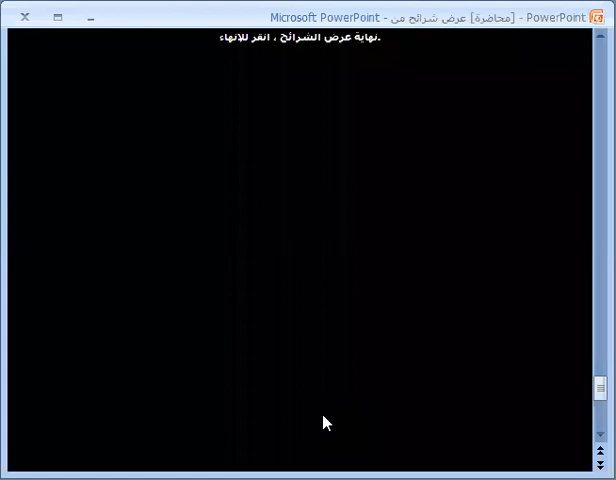 Microsoft PowerPoint - عرض شرائح من [محاضرة] - PowerPoint
نهاية عرض الشرائح ، انقر للإنهاء.